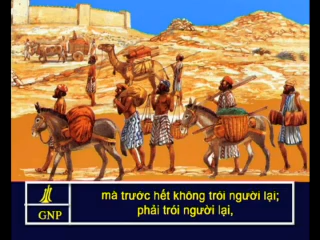 mà trước hết không trói người lại;
phải trói người lại,
GNP